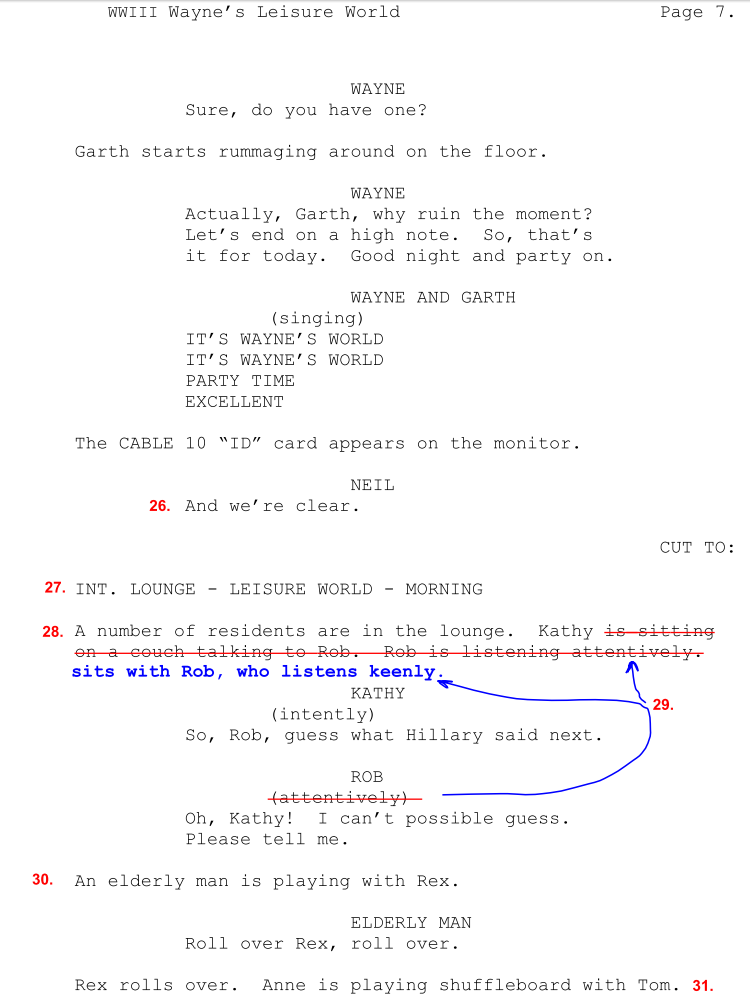 WWIII Wayne's Leisure World Page 7.
WAYNE
Sure, do you have one?
Garth starts rummaging around on the floor.
WAYNE
Actually, Garth, why ruin the moment?
Let's end on a high note. So, that's
it for today. Good night and party on.
WAYNE AND GARTH
(singing)
IT'S WAYNE'S WORLD
IT'S WAYNE'S WORLD
PARTY TIME
EXCELLENT
The CABLE 10 “ID” card appears on the monitor.
NEIL
26. And we're clear.
CUT TO:
27. INT. LOUNGE - LEISURE WORLD - MORNING
28. A number of residents are in the lounge. Kathy is sitting
on a couch talking to Rob. Rob is listening attentively.
sits with Rob, who listens keenly.
KATHY
(intently)
29.
So, Rob, guess what Hillary said next.
ROB
(attentively)
Oh, Kathy! I can't possible guess.
Please tell me.
30. An elderly man is playing with Rex.
ELDERLY MAN
Roll over Rex, roll over.
Rex rolls over. Anne is playing shuffleboard with Tom. 31.